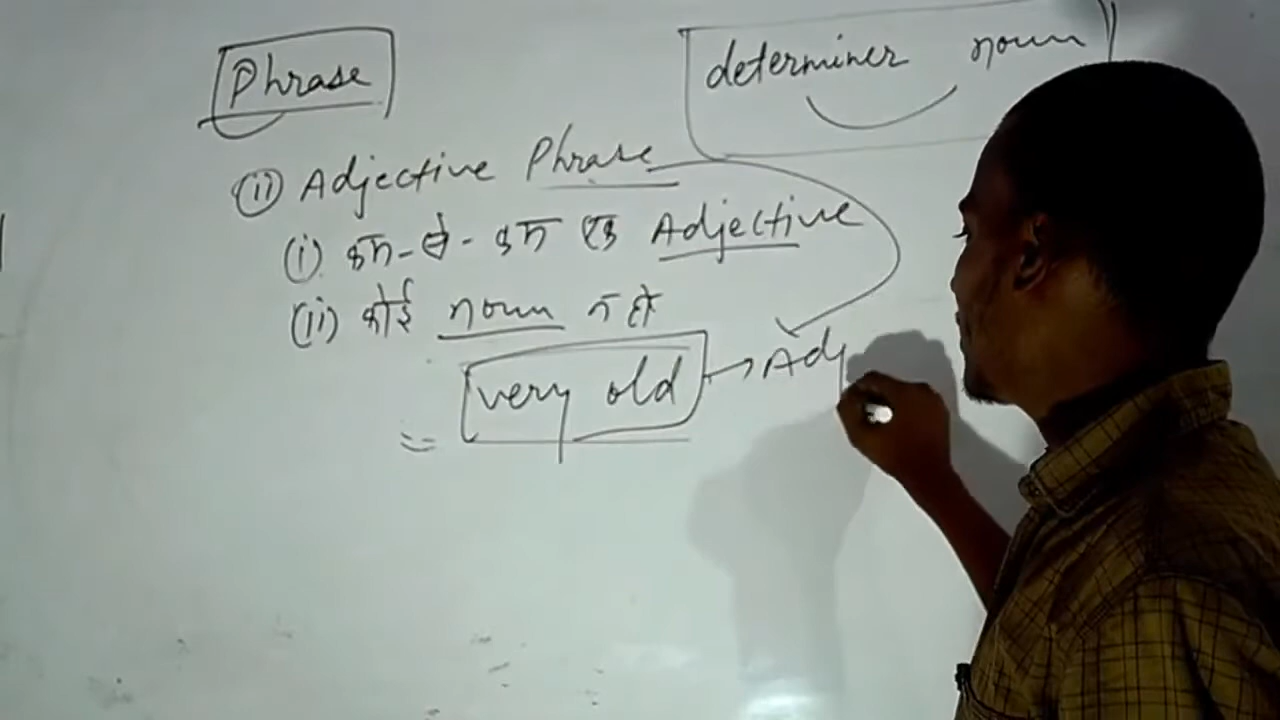 Phrase
determiner noun
(ii) Adjective Phrase
(i) कम-से-कम एक Adjective
(ii) कोई noun न हो
= very old → Adj